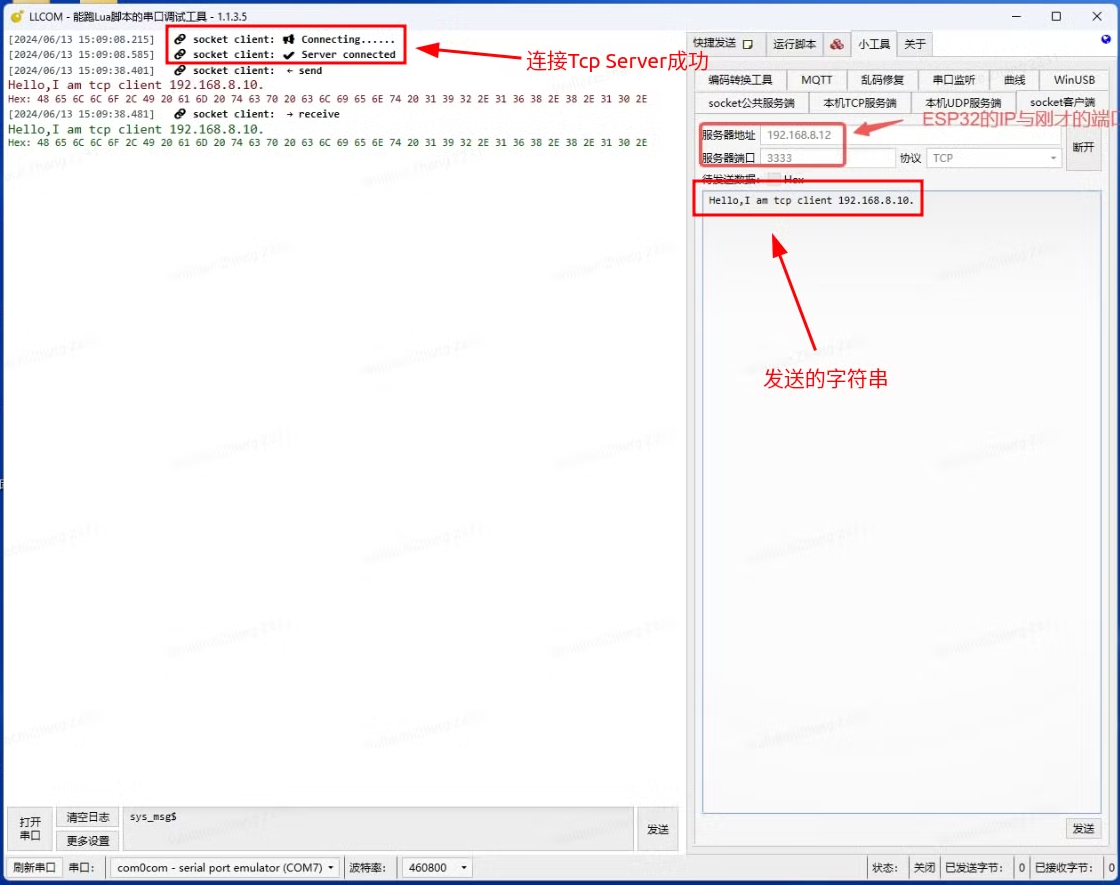 LLCOM - 能跑Lua脚本的串口调试工具 - 1.1.3.5
[2024/06/13 15:09:08.215] socket client: Connecting......
[2024/06/13 15:09:08.585] socket client: ✔ Server connected
[2024/06/13 15:09:38.401] socket client: ← send
Hello,I am tcp client 192.168.8.10.
Hex: 48 65 6C 6C 6F 2C 49 20 61 6D 20 74 63 70 20 63 6C 69 65 6E 74 20 31 39 32 2E 31 36 38 2E 38 2E 31 30 2E
[2024/06/13 15:09:38.481] socket client: → receive
Hello,I am tcp client 192.168.8.10.
Hex: 48 65 6C 6C 6F 2C 49 20 61 6D 20 74 63 70 20 63 6C 69 65 6E 74 20 31 39 32 2E 31 36 38 2E 38 2E 31 30 2E
连接Tcp Server成功
快捷发送 运行脚本 小工具 关于
编码转换工具 MQTT 乱码修复 串口监听 曲线 WinUSB
socket公共服务端 本机TCP服务端 本机UDP服务端 socket客户端
ESP32的IP与刚才的端口
服务器地址 192.168.8.12
断开
服务器端口 3333 协议 TCP
待发送数据: Hex
Hello,I am tcp client 192.168.8.10.
发送的字符串
打开串口 清空日志 sys_msg$ 发送
更多设置
发送
刷新串口 串口: com0com - serial port emulator (COM7) 波特率: 460800 状态: 关闭 已发送字节: 0 已接收字节: 0